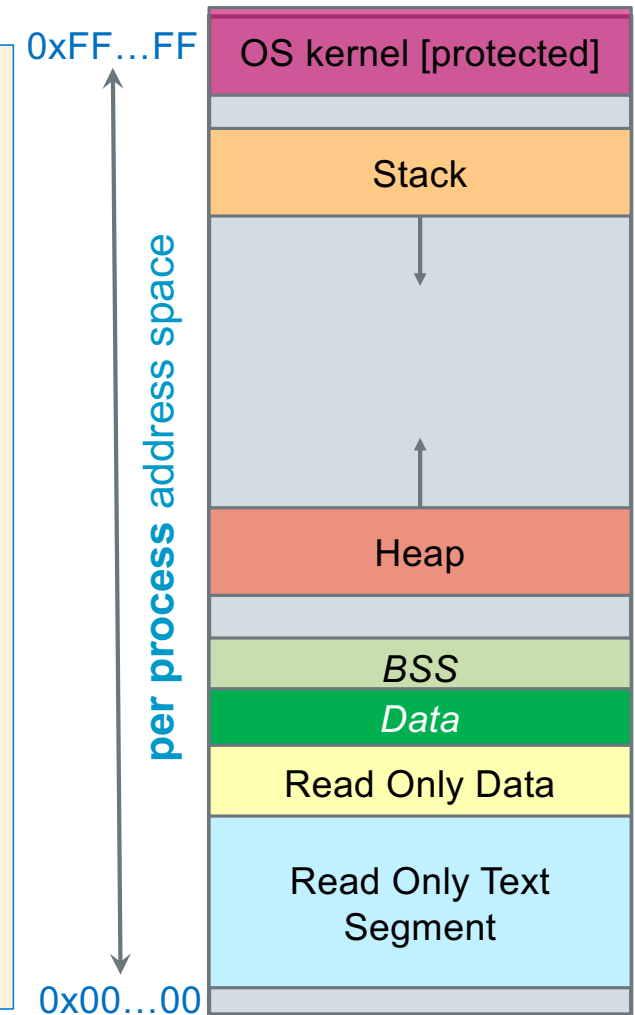 0xFF...FF
OS kernel [protected]
Stack
per process address space
Heap
BSS
Data
Read Only Data
Read Only Text
Segment
0x00...00